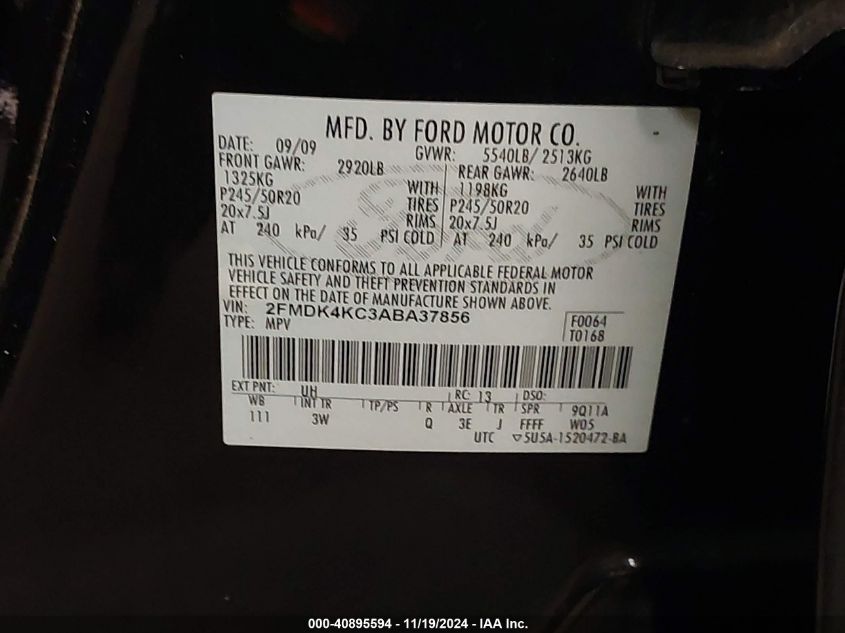 MFD. BY FORD MOTOR CO.
DATE: 09/09 GVWR: 5540LB/ 2513KG
FRONT GAWR: 2920LB REAR GAWR: 2640LB
1325KG WITH 1198KG WITH
P245/50R20 TIRES P245/50R20 TIRES
20x7.5J RIMS 20x7.5J RIMS
AT 240 kPa/ 35 PSI COLD AT 240 kPa/ 35 PSI COLD
THIS VEHICLE CONFORMS TO ALL APPLICABLE FEDERAL MOTOR
VEHICLE SAFETY AND THEFT PREVENTION STANDARDS IN
EFFECT ON THE DATE OF MANUFACTURE SHOWN ABOVE.
VIN: 2FMDK4KC3ABA37856 F0064
TYPE: MPV T0168
EXT PNT: UH RC: 13 DSO:
WB INT TR TP/PS R AXLE TR SPR 9Q11A
111 3W Q 3E J FFFF W05
UTC ▽5U5A-1520472-BA
000-40895594 - 11/19/2024 - IAA Inc.